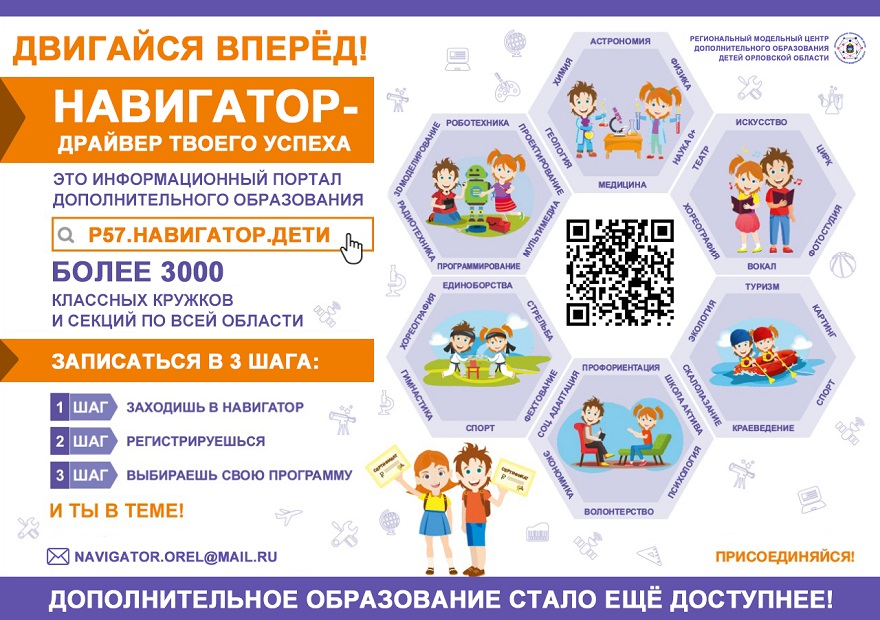 ДВИГАЙСЯ ВПЕРЁД!
НАВИГАТОР-
ДРАЙВЕР ТВОЕГО УСПЕХА
ЭТО ИНФОРМАЦИОННЫЙ ПОРТАЛ
ДОПОЛНИТЕЛЬНОГО ОБРАЗОВАНИЯ
Р57.НАВИГАТОР.ДЕТИ
БОЛЕЕ 3000
КЛАССНЫХ КРУЖКОВ
И СЕКЦИЙ ПО ВСЕЙ ОБЛАСТИ
ЗАПИСАТЬСЯ В 3 ШАГА:
1 ШАГ ЗАХОДИШЬ В НАВИГАТОР
2 ШАГ РЕГИСТРИРУЕШЬСЯ
3 ШАГ ВЫБИРАЕШЬ СВОЮ ПРОГРАММУ
И ТЫ В ТЕМЕ!
NAVIGATOR.OREL@MAIL.RU
РЕГИОНАЛЬНЫЙ МОДЕЛЬНЫЙ ЦЕНТР
ДОПОЛНИТЕЛЬНОГО ОБРАЗОВАНИЯ
ДЕТЕЙ ОРЛОВСКОЙ ОБЛАСТИ
АСТРОНОМИЯ
ХИМИЯ
ФИЗИКА
ГЕОЛОГИЯ
НАУКА 0+
МЕДИЦИНА
РОБОТЕХНИКА
3DМОДЕЛИРОВАНИЕ
ПРОЕКТИРОВАНИЕ
РАДИОТЕХНИКА
МУЛЬТИМЕДИА
ПРОГРАММИРОВАНИЕ
ИСКУССТВО
ТЕАТР
ЦИРК
ХОРЕОГРАФИЯ
ФОТОСТУДИЯ
ВОКАЛ
ЕДИНОБОРСТВА
ХОРЕОГРАФИЯ
СТРЕЛЬБА
ГИМНАСТИКА
ФЕХТОВАНИЕ
СПОРТ
ТУРИЗМ
ЭКОЛОГИЯ
КАРТИНГ
СКАЛОЛАЗАНИЕ
СПОРТ
КРАЕВЕДЕНИЕ
ПРОФОРИЕНТАЦИЯ
СОЦ. АДАПТАЦИЯ
ШКОЛА АКТИВА
ЭКОНОМИКА
ПСИХОЛОГИЯ
ВОЛОНТЕРСТВО
СЕРТИФИКАТ
СЕРТИФИКАТ
ПРИСОЕДИНЯЙСЯ!
ДОПОЛНИТЕЛЬНОЕ ОБРАЗОВАНИЕ СТАЛО ЕЩЁ ДОСТУПНЕЕ!